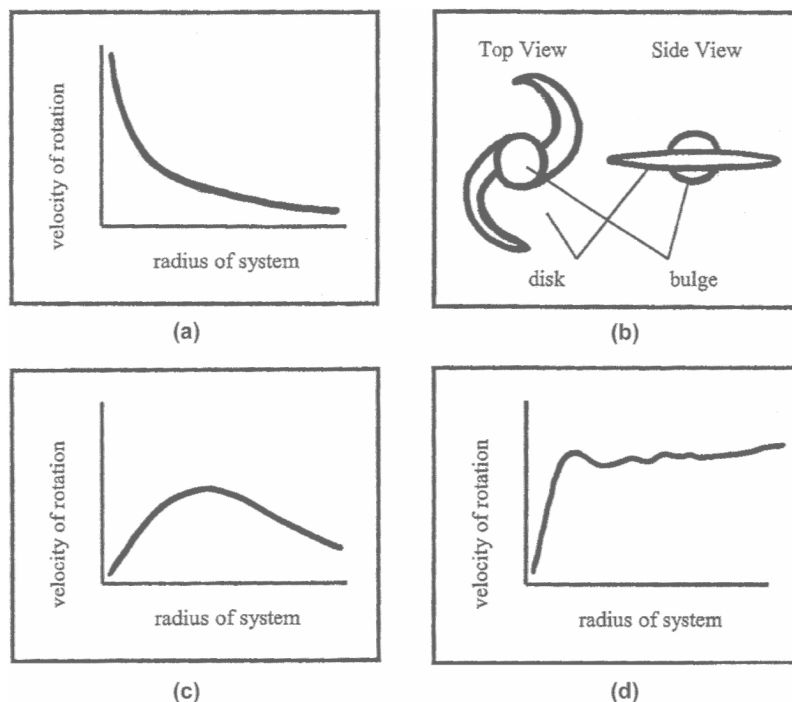 velocity of rotation
radius of system
(a)
Top View
Side View
disk
bulge
(b)
velocity of rotation
radius of system
(c)
velocity of rotation
radius of system
(d)